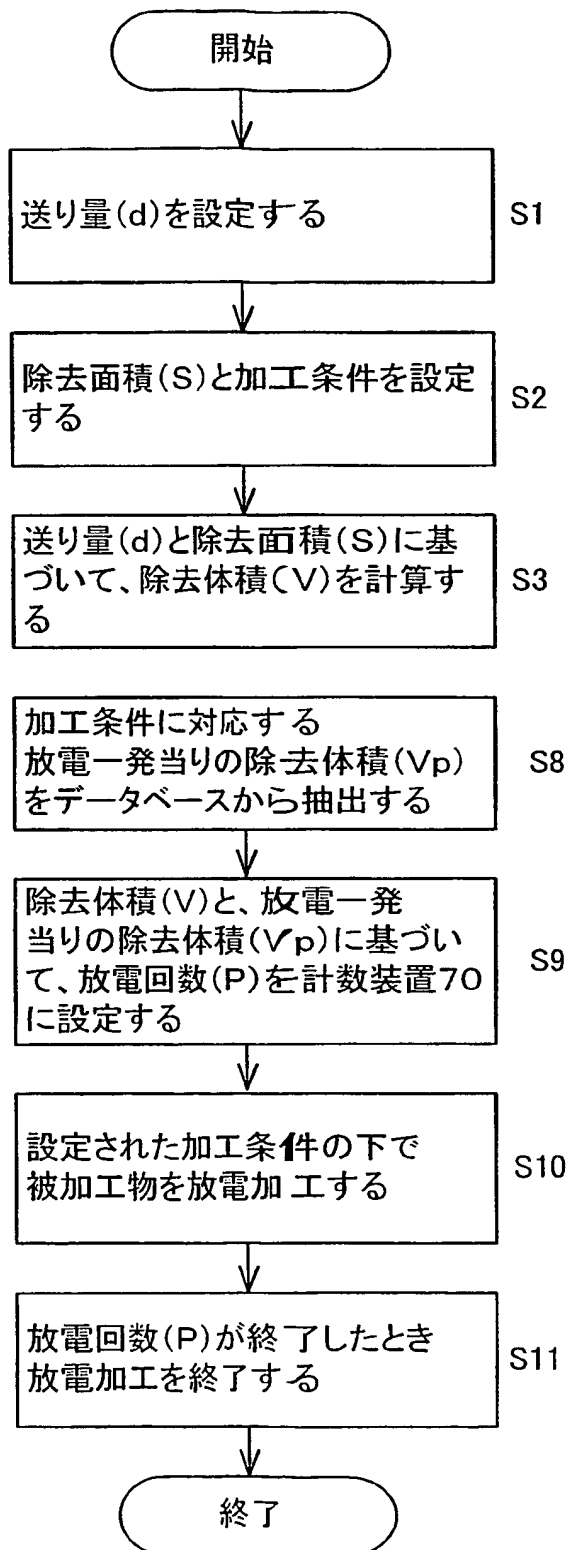 開始
送り量(d)を設定する
S1
除去面積(S)と加工条件を設定
する
S2
送り量(d)と除去面積(S)に基
づいて、除去体積(V)を計算す
る
S3
加工条件に対応する
放電一発当りの除去体積(Vp)
をデータベースから抽出する
S8
除去体積(V)と、放電一発
当りの除去体積(Vp)に基づい
て、放電回数(P)を計数装置70
に設定する
S9
設定された加工条件の下で
被加工物を放電加工する
S10
放電回数(P)が終了したとき
放電加工を終了する
S11
終了